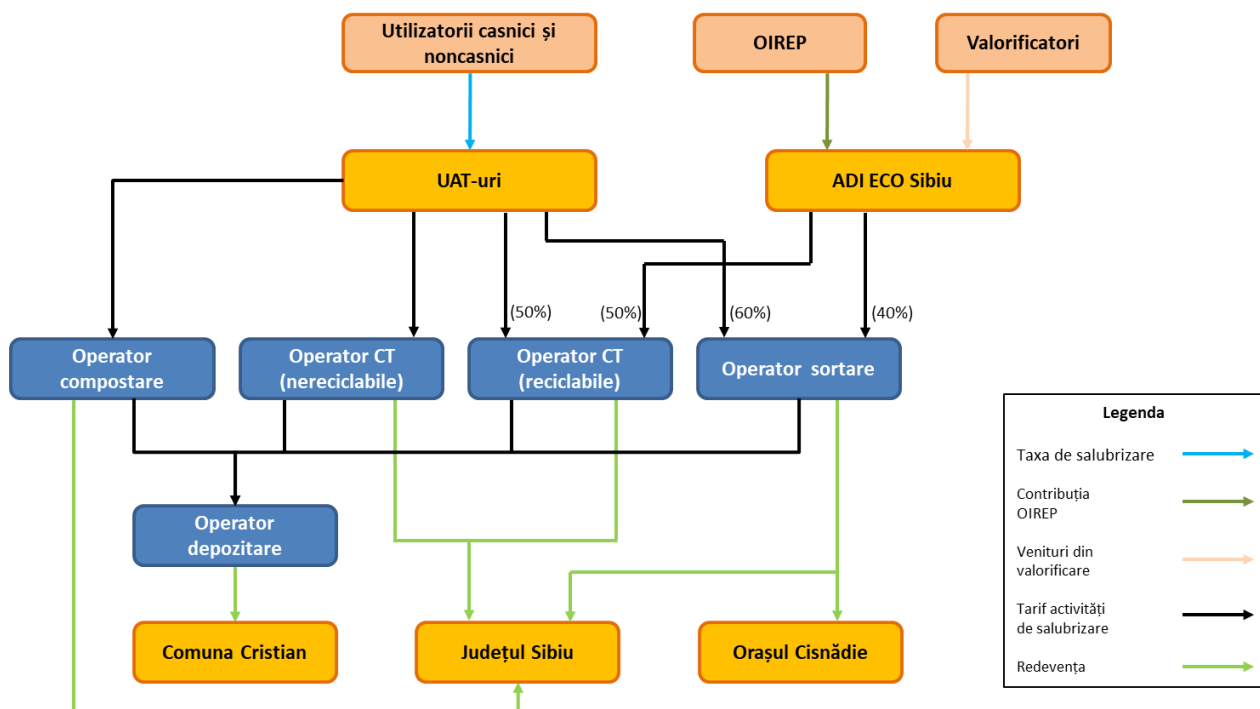 Utilizatorii casnici și
noncasnici
OIREP
Valorificatori
UAT-uri
ADI ECO Sibiu
(50%)
(50%)
(60%)
(40%)
Operator
compostare
Operator CT
(nereciclabile)
Operator CT
(reciclabile)
Operator sortare
Operator
depozitare
Comuna Cristian
Județul Sibiu
Orașul Cisnădie
Legenda
Taxa de salubrizare
Contribuția
OIREP
Venituri din
valorificare
Tarif activități
de salubrizare
Redevența